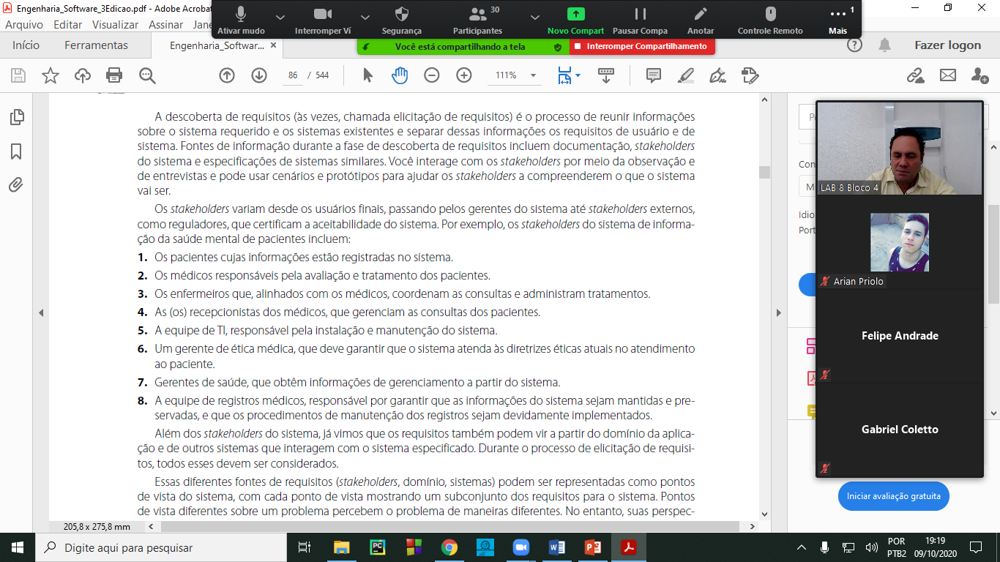 Engenharia_Software_3Edicao.pdf - Adobe Acrobat
Arquivo Editar Visualizar Assinar Jane
Ativar mudo
Interromper Ví
Segurança
30
Participantes
Novo Compart
Pausar Compa
Anotar
Controle Remoto
1
Mais
Você está compartilhando a tela
Interromper Compartilhamento
Início Ferramentas Engenharia_Softwar... ×
Fazer logon
86 / 544
111%
A descoberta de requisitos (às vezes, chamada elicitação de requisitos) é o processo de reunir informações
sobre o sistema requerido e os sistemas existentes e separar dessas informações os requisitos de usuário e de
sistema. Fontes de informação durante a fase de descoberta de requisitos incluem documentação, stakeholders
do sistema e especificações de sistemas similares. Você interage com os stakeholders por meio da observação e
de entrevistas e pode usar cenários e protótipos para ajudar os stakeholders a compreenderem o que o sistema
vai ser.
Os stakeholders variam desde os usuários finais, passando pelos gerentes do sistema até stakeholders externos,
como reguladores, que certificam a aceitabilidade do sistema. Por exemplo, os stakeholders do sistema de informa-
ção da saúde mental de pacientes incluem:
1. Os pacientes cujas informações estão registradas no sistema.
2. Os médicos responsáveis pela avaliação e tratamento dos pacientes.
3. Os enfermeiros que, alinhados com os médicos, coordenam as consultas e administram tratamentos.
4. As (os) recepcionistas dos médicos, que gerenciam as consultas dos pacientes.
5. A equipe de TI, responsável pela instalação e manutenção do sistema.
6. Um gerente de ética médica, que deve garantir que o sistema atenda às diretrizes éticas atuais no atendimento
ao paciente.
7. Gerentes de saúde, que obtêm informações de gerenciamento a partir do sistema.
8. A equipe de registros médicos, responsável por garantir que as informações do sistema sejam mantidas e pre-
servadas, e que os procedimentos de manutenção dos registros sejam devidamente implementados.
Além dos stakeholders do sistema, já vimos que os requisitos também podem vir a partir do domínio da aplica-
ção e de outros sistemas que interagem com o sistema especificado. Durante o processo de elicitação de requisi-
tos, todos esses devem ser considerados.
Essas diferentes fontes de requisitos (stakeholders, domínio, sistemas) podem ser representadas como pontos
de vista do sistema, com cada ponto de vista mostrando um subconjunto dos requisitos para o sistema. Pontos
de vista diferentes sobre um problema percebem o problema de maneiras diferentes. No entanto, suas perspec-
205,8 x 275,8 mm
Con
M
Idio
Port
LAB 8 Bloco 4
Arian Priolo
Felipe Andrade
Gabriel Coletto
Iniciar avaliação gratuita
Digite aqui para pesquisar
POR
PTB2
19:19
09/10/2020